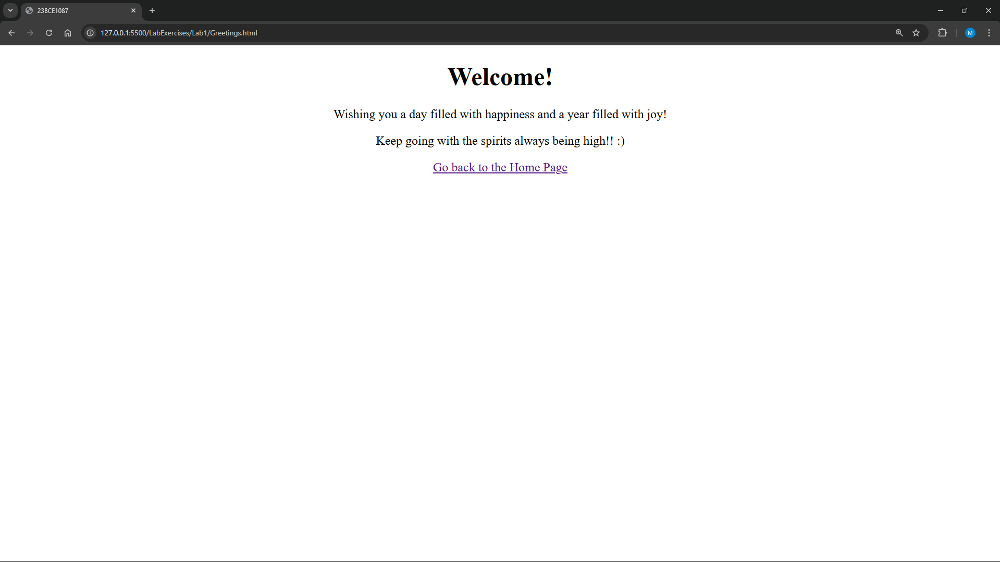 23BCE1087
127.0.0.1:5500/LabExercises/Lab1/Greetings.html
M
Welcome!
Wishing you a day filled with happiness and a year filled with joy!
Keep going with the spirits always being high!! :)
Go back to the Home Page